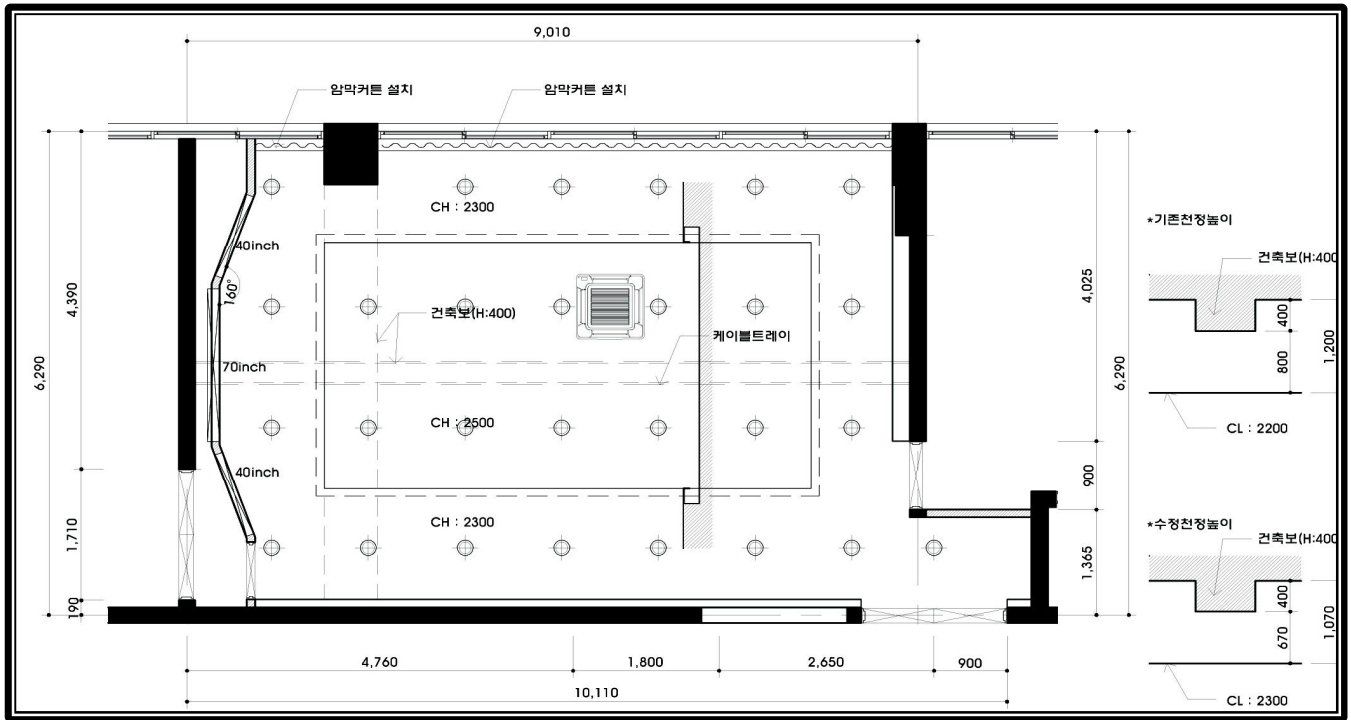 9,010
암막커튼 설치
암막커튼 설치
CH : 2300
*기존천정높이
40inch
건축보(H:400
160°
4,390
4,025
건축보(H:400)
400
케이블트레이
1,200
6,290
70inch
6,290
800
CH : 2500
CL : 2200
40inch
900
CH : 2300
*수정천정높이
건축보(H:400
1,710
1,365
400
190
1,070
670
4,760
1,800
2,650
900
10,110
CL : 2300